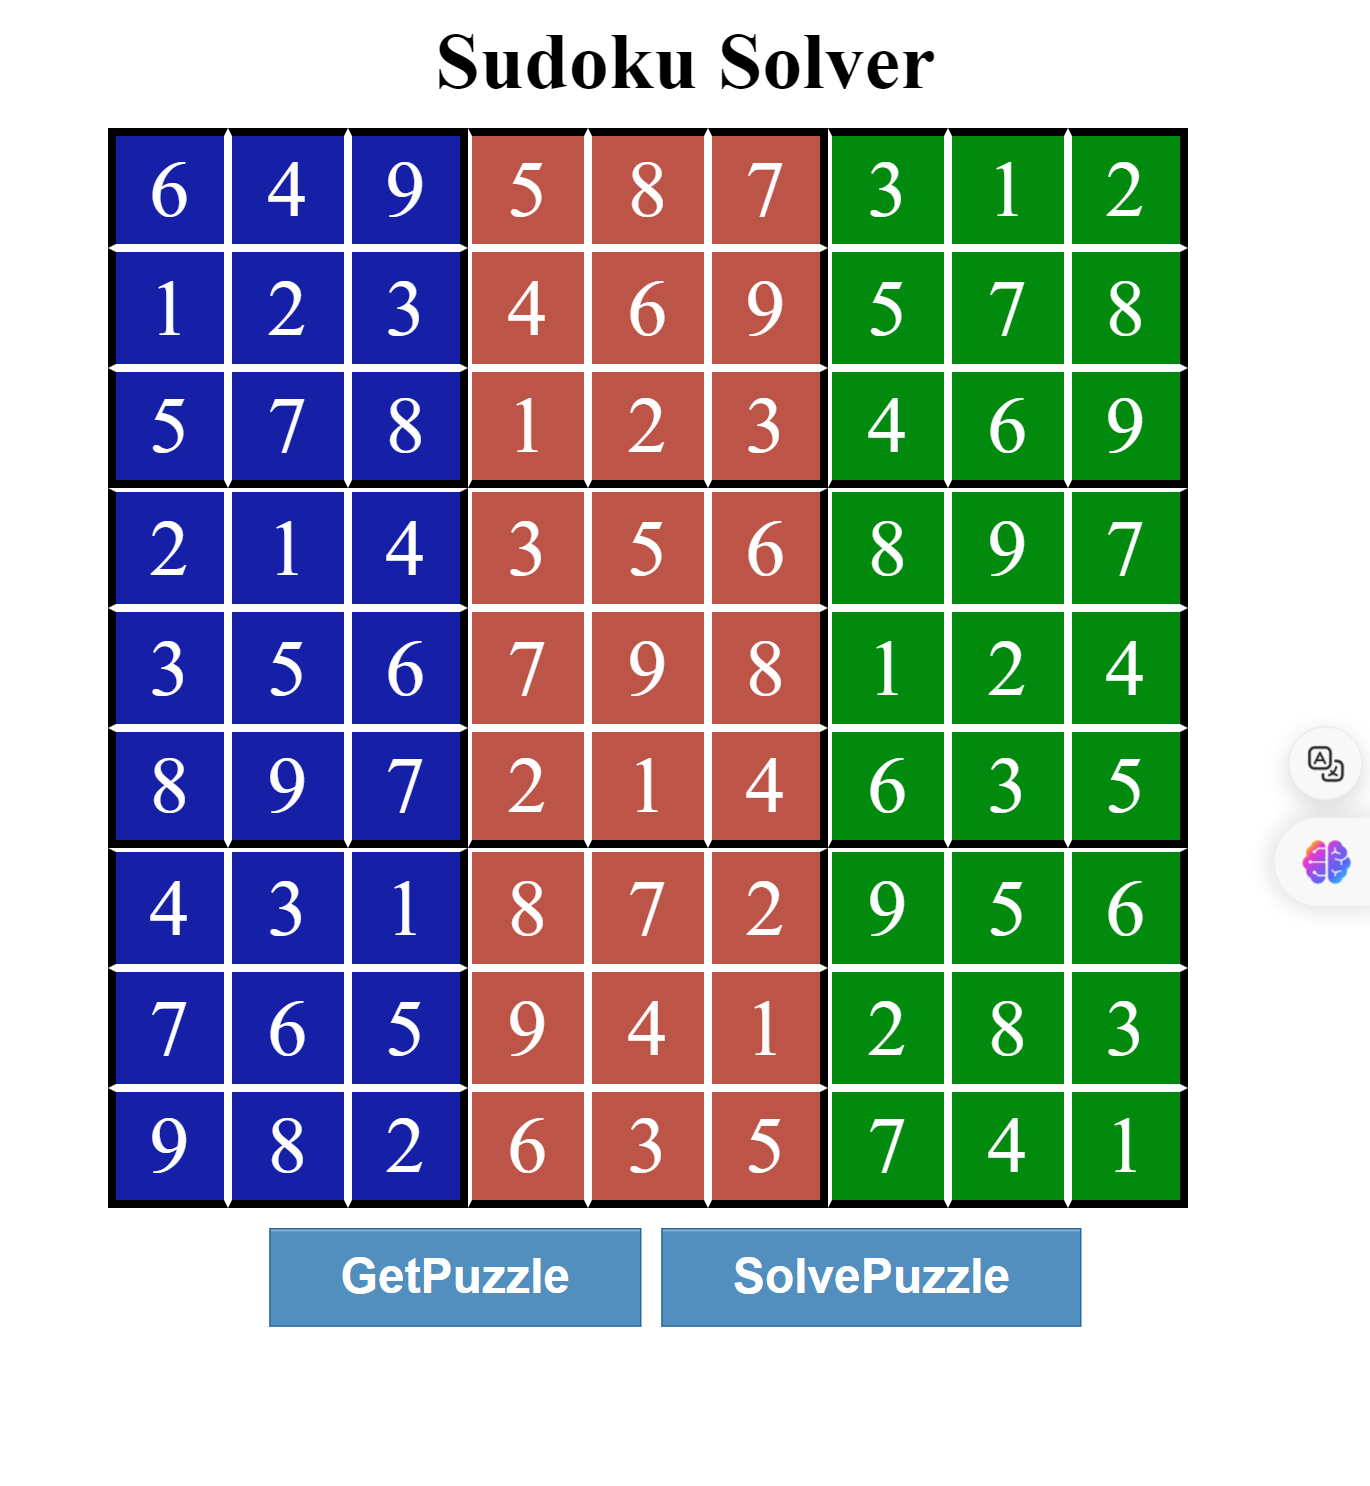 Sudoku Solver
6 4 9 5 8 7 3 1 2
1 2 3 4 6 9 5 7 8
5 7 8 1 2 3 4 6 9
2 1 4 3 5 6 8 9 7
3 5 6 7 9 8 1 2 4
8 9 7 2 1 4 6 3 5
4 3 1 8 7 2 9 5 6
7 6 5 9 4 1 2 8 3
9 8 2 6 3 5 7 4 1
GetPuzzle SolvePuzzle